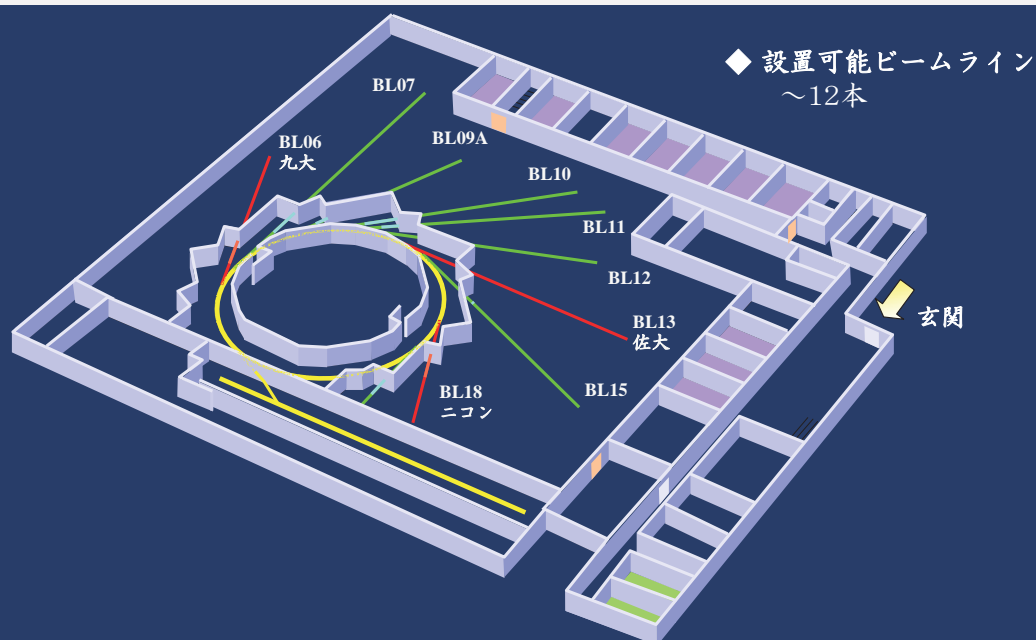 ◆ 設置可能ビームライン
～12本
BL07
BL09A
BL06
九大
BL10
BL11
BL12
BL13
佐大
玄関
BL15
BL18
ニコン